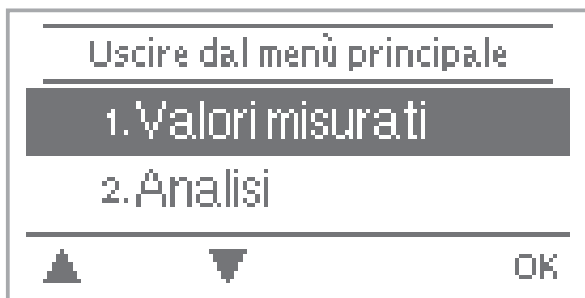 Uscire dal menù principale
1. Valori misurati
2. Analisi
OK